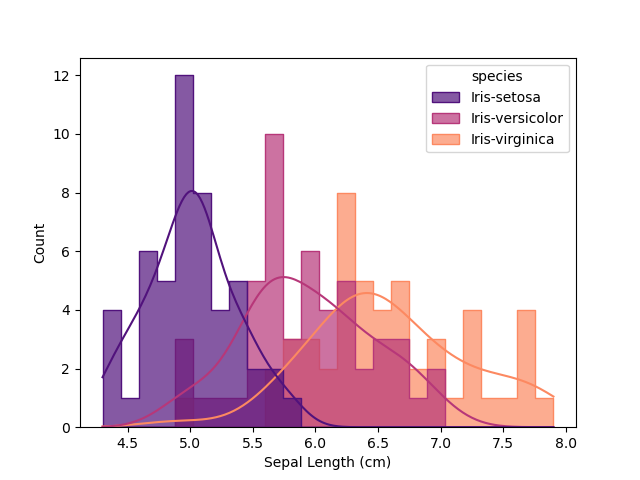 species
Iris-setosa
Iris-versicolor
Iris-virginica
12
10
8
6
4
2
0
Count
4.5 5.0 5.5 6.0 6.5 7.0 7.5 8.0
Sepal Length (cm)